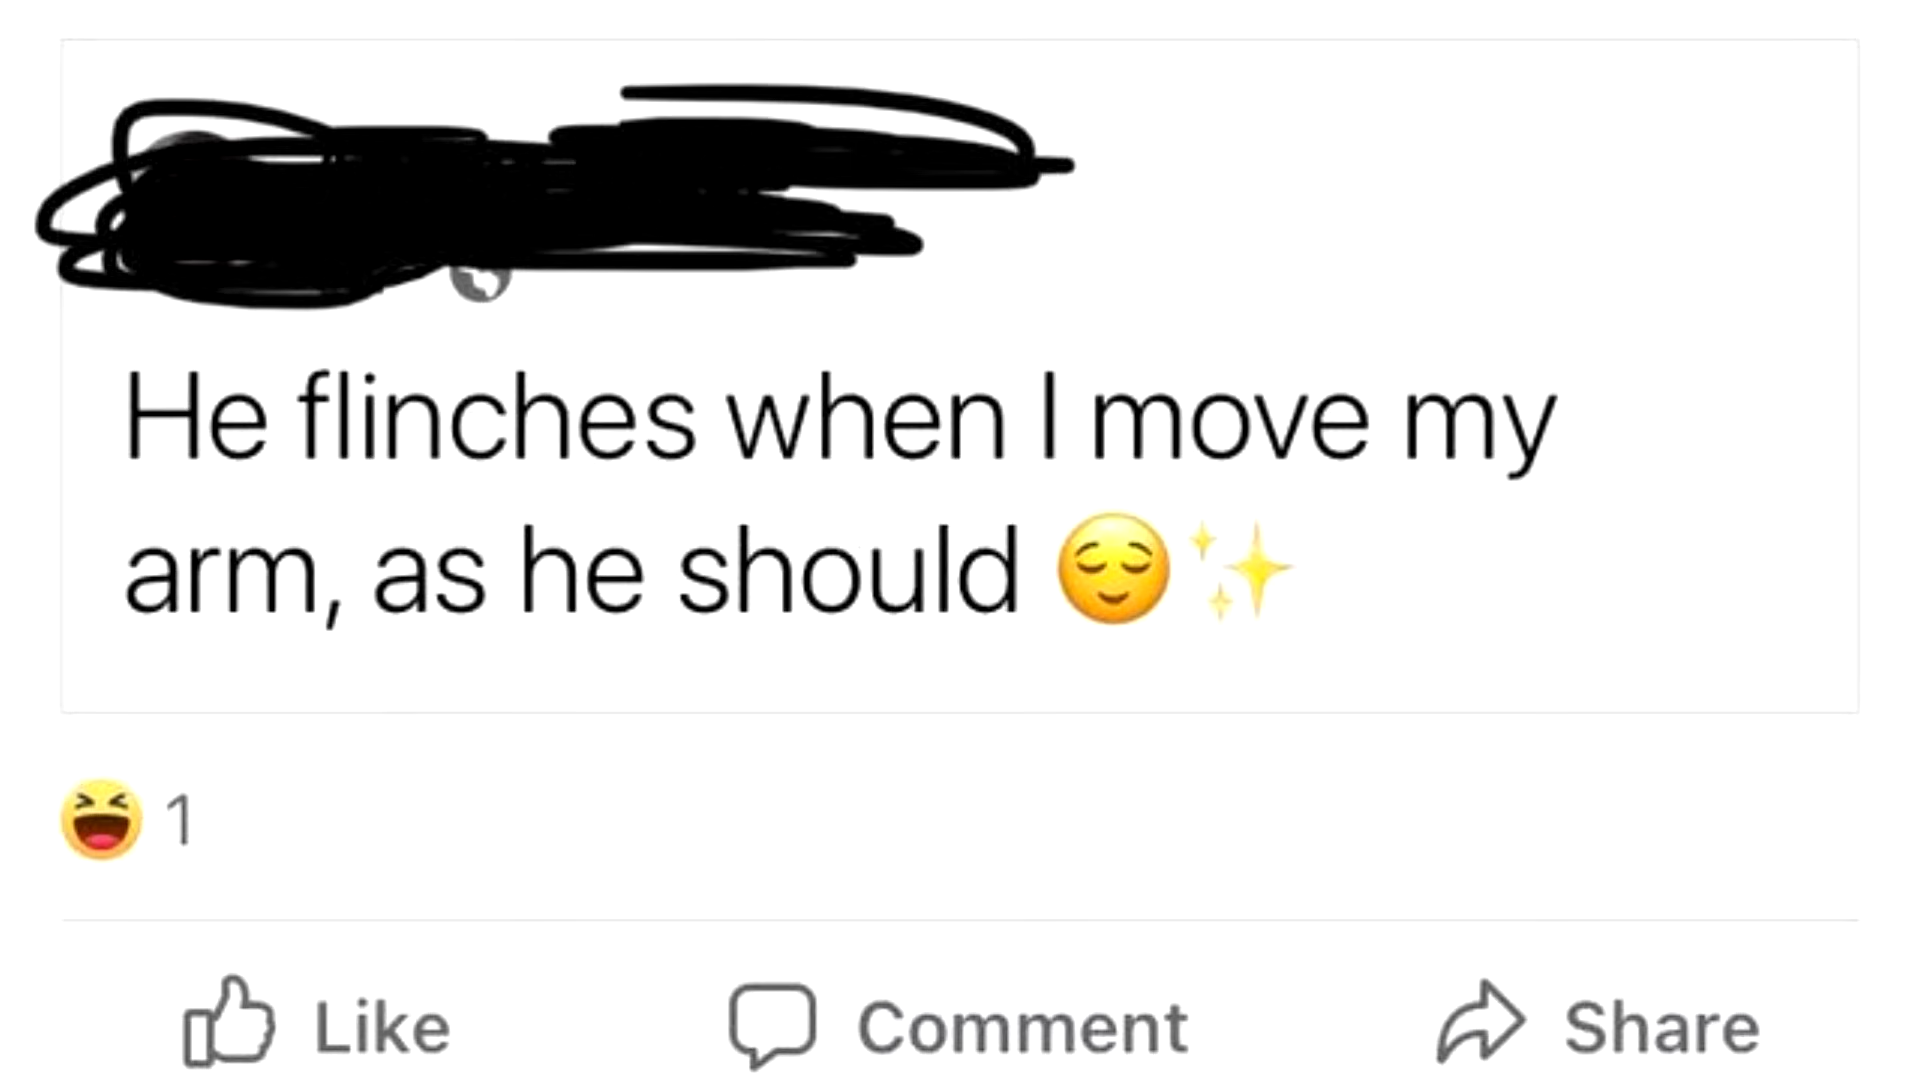 He flinches when I move my
arm, as he should 😌✨
1
Like
Comment
Share